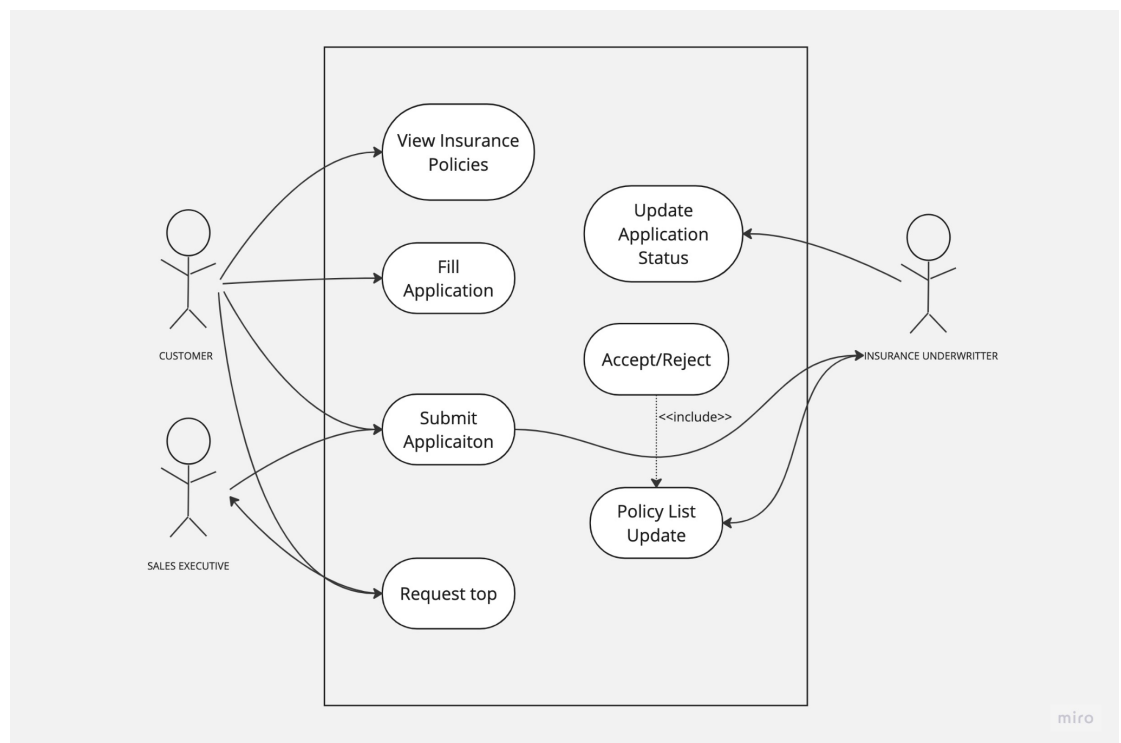 View Insurance
Policies
Update
Application
Status
Fill
Application
CUSTOMER
Accept/Reject
INSURANCE UNDERWRITTER
<<include>>
Submit
Applicaiton
Policy List
Update
SALES EXECUTIVE
Request top
miro